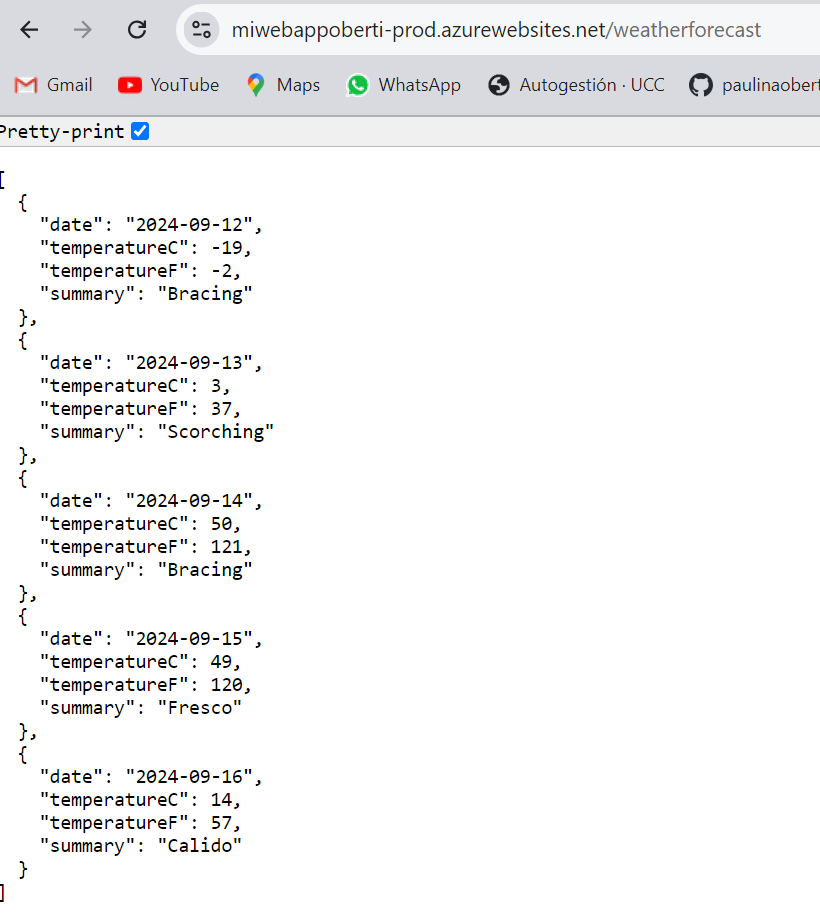 miwebappoberti-prod.azurewebsites.net/weatherforecast
Gmail YouTube Maps WhatsApp Autogestión · UCC paulinaobert
Pretty-print
[
  {
    "date": "2024-09-12",
    "temperatureC": -19,
    "temperatureF": -2,
    "summary": "Bracing"
  },
  {
    "date": "2024-09-13",
    "temperatureC": 3,
    "temperatureF": 37,
    "summary": "Scorching"
  },
  {
    "date": "2024-09-14",
    "temperatureC": 50,
    "temperatureF": 121,
    "summary": "Bracing"
  },
  {
    "date": "2024-09-15",
    "temperatureC": 49,
    "temperatureF": 120,
    "summary": "Fresco"
  },
  {
    "date": "2024-09-16",
    "temperatureC": 14,
    "temperatureF": 57,
    "summary": "Calido"
  }
]